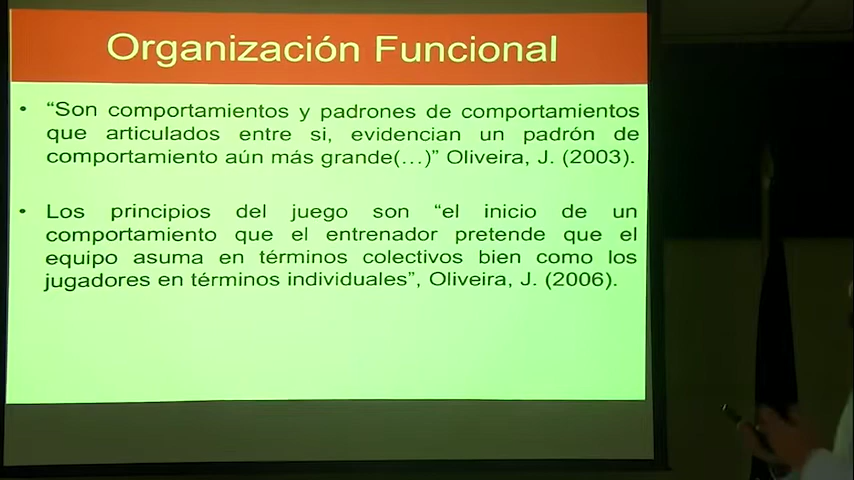 Organización Funcional
• “Son comportamientos y padrones de comportamientos
que articulados entre si, evidencian un padrón de
comportamiento aún más grande(...)” Oliveira, J. (2003).
• Los principios del juego son “el inicio de un
comportamiento que el entrenador pretende que el
equipo asuma en términos colectivos bien como los
jugadores en términos individuales”, Oliveira, J. (2006).